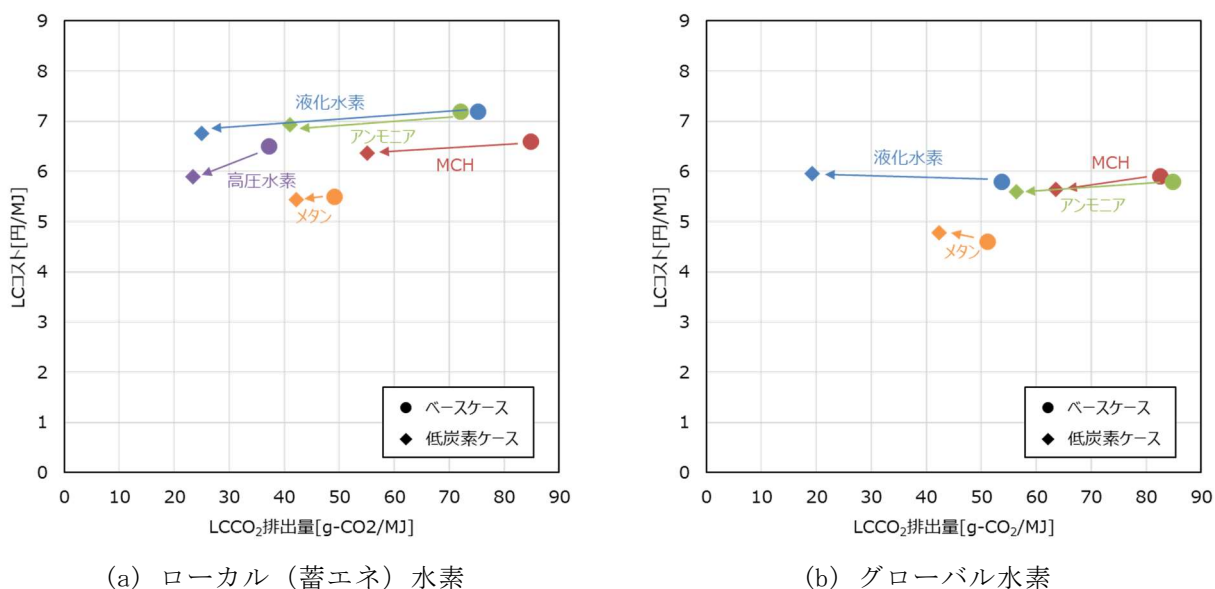 9
8
7
6
5
4
3
2
1
0
LCコスト[円/MJ]
液化水素
アンモニア
MCH
高圧水素
メタン
ベースケース
低炭素ケース
0 10 20 30 40 50 60 70 80 90
LCCO₂排出量[g-CO2/MJ]
(a) ローカル（蓄エネ）水素
9
8
7
6
5
4
3
2
1
0
LCコスト[円/MJ]
液化水素
MCH
アンモニア
メタン
ベースケース
低炭素ケース
0 10 20 30 40 50 60 70 80 90
LCCO₂排出量[g-CO₂/MJ]
(b) グローバル水素